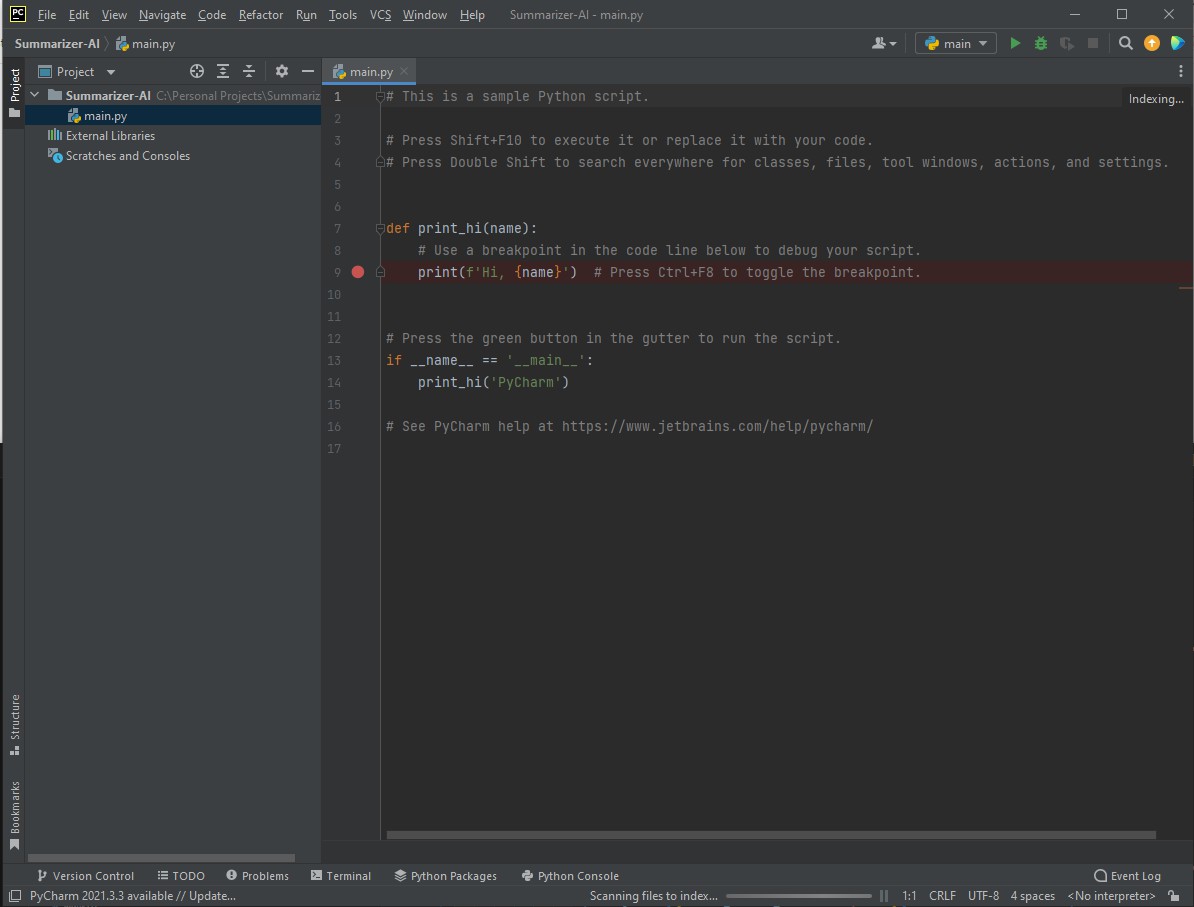 PC File Edit View Navigate Code Refactor Run Tools VCS Window Help Summarizer-AI - main.py
Summarizer-AI main.py main
Project
Project main.py
Summarizer-AI C:\Personal Projects\Summariz
main.py
External Libraries
Scratches and Consoles
Structure
Bookmarks
Indexing...
1 # This is a sample Python script.
2
3 # Press Shift+F10 to execute it or replace it with your code.
4 # Press Double Shift to search everywhere for classes, files, tool windows, actions, and settings.
5
6
7 def print_hi(name):
8     # Use a breakpoint in the code line below to debug your script.
9     print(f'Hi, {name}')  # Press Ctrl+F8 to toggle the breakpoint.
10
11
12 # Press the green button in the gutter to run the script.
13 if __name__ == '__main__':
14     print_hi('PyCharm')
15
16 # See PyCharm help at https://www.jetbrains.com/help/pycharm/
17
Version Control TODO Problems Terminal Python Packages Python Console Event Log
PyCharm 2021.3.3 available // Update... Scanning files to index... 1:1 CRLF UTF-8 4 spaces <No interpreter>